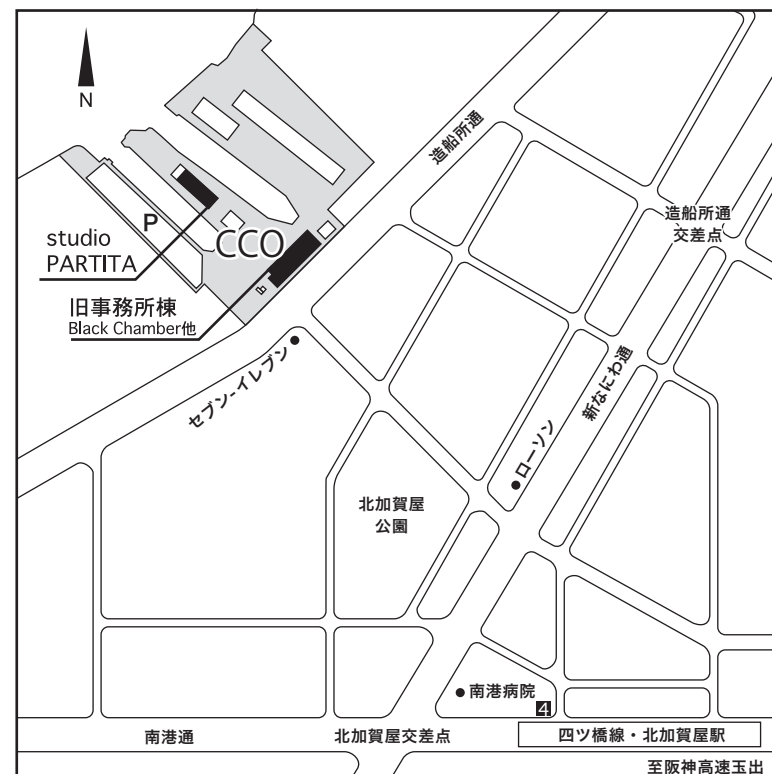 N
造船所通
造船所通
交差点
P
studio
PARTITA
CCO
旧事務所棟
Black Chamber他
セブン-イレブン
新なにわ通
ローソン
北加賀屋
公園
南港病院
4
南港通
北加賀屋交差点
四ツ橋線・北加賀屋駅
至阪神高速玉出